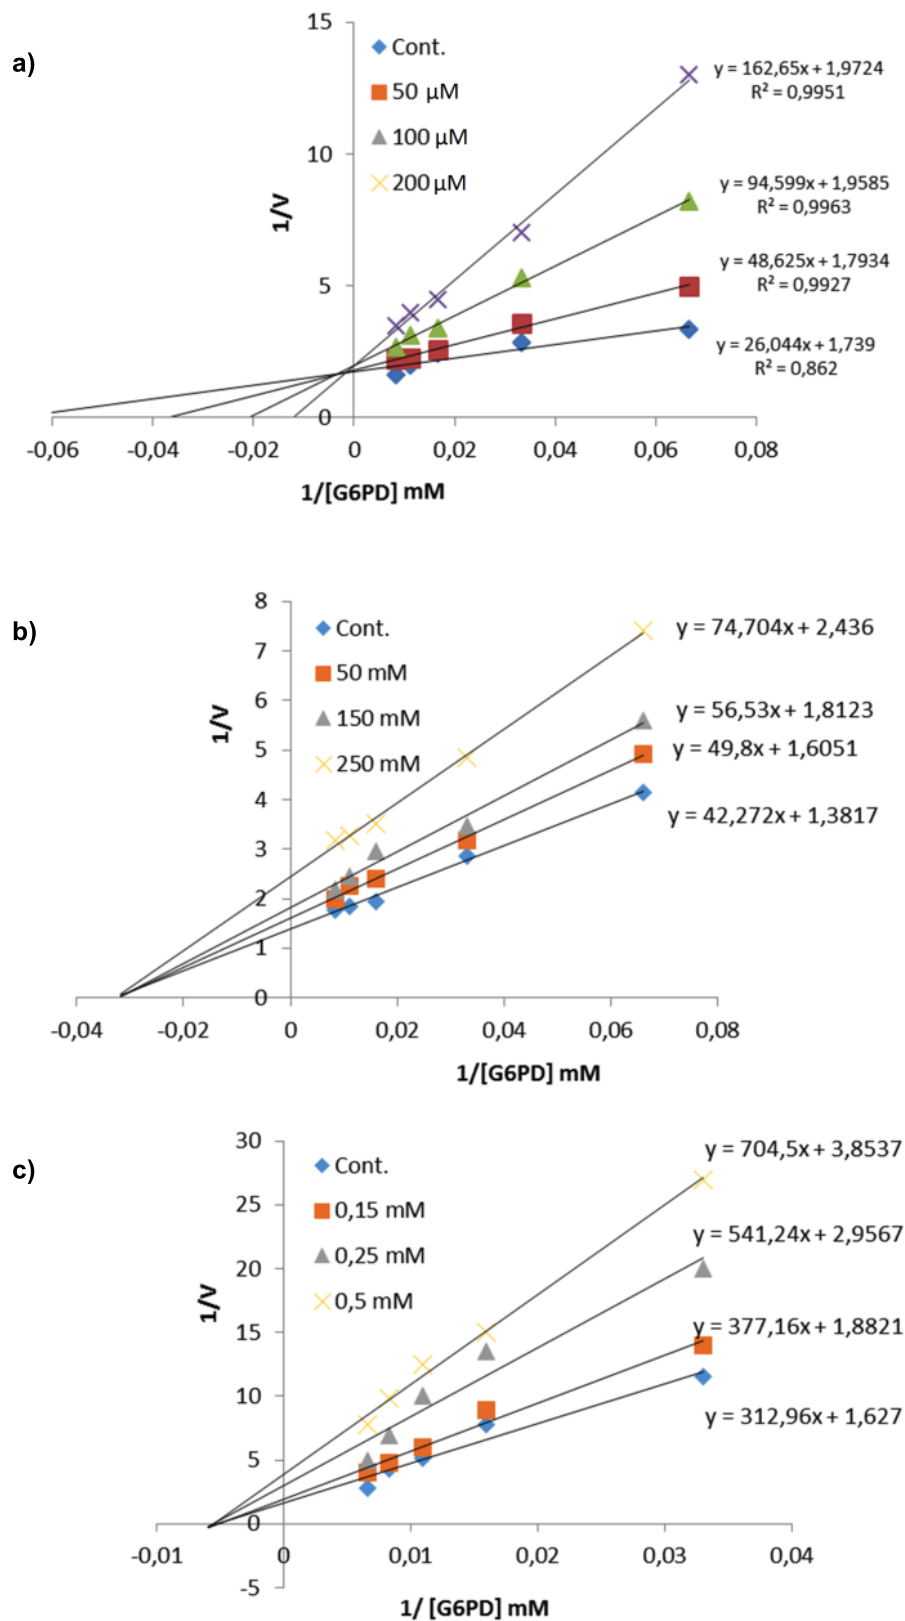 a)
15
10
5
0
1/V
Cont.
50 μM
100 μM
200 μM
y = 162,65x + 1,9724
R² = 0,9951
y = 94,599x + 1,9585
R² = 0,9963
y = 48,625x + 1,7934
R² = 0,9927
y = 26,044x + 1,739
R² = 0,862
-0,06 -0,04 -0,02 0 0,02 0,04 0,06 0,08
1/[G6PD] mM
b)
8
7
6
5
4
3
2
1
0
1/V
Cont.
50 mM
150 mM
250 mM
y = 74,704x + 2,436
y = 56,53x + 1,8123
y = 49,8x + 1,6051
y = 42,272x + 1,3817
-0,04 -0,02 0 0,02 0,04 0,06 0,08
1/[G6PD] mM
c)
30
25
20
15
10
5
0
-5
1/V
Cont.
0,15 mM
0,25 mM
0,5 mM
y = 704,5x + 3,8537
y = 541,24x + 2,9567
y = 377,16x + 1,8821
y = 312,96x + 1,627
-0,01 0 0,01 0,02 0,03 0,04
1/ [G6PD] mM